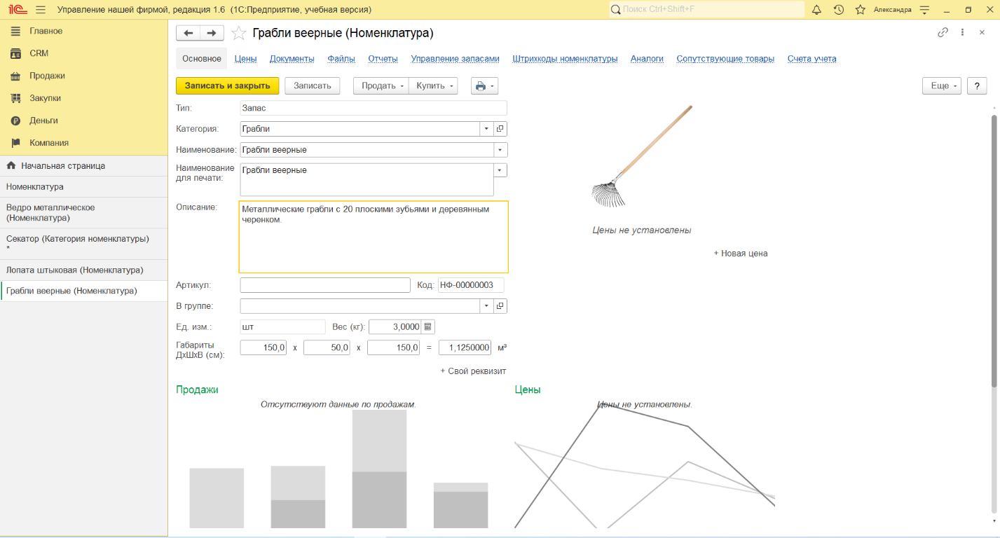 1С Управление нашей фирмой, редакция 1.6 (1С:Предприятие, учебная версия) Поиск Ctrl+Shift+F Александра
Главное
CRM
Продажи
Закупки
Деньги
Компания
Начальная страница
Номенклатура
Ведро металлическое
(Номенклатура)
Секатор (Категория номенклатуры)
*
Лопата штыковая (Номенклатура)
Грабли веерные (Номенклатура)
Грабли веерные (Номенклатура)
Основное Цены Документы Файлы Отчеты Управление запасами Штрихкоды номенклатуры Аналоги Сопутствующие товары Счета учета
Записать и закрыть Записать Продать Купить Еще ?
Тип: Запас
Категория: Грабли
Наименование: Грабли веерные
Наименование
для печати: Грабли веерные
Описание: Металлические грабли с 20 плоскими зубьями и деревянным
черенком.
Цены не установлены
+ Новая цена
Артикул: Код: НФ-00000003
В группе:
Ед. изм.: шт Вес (кг): 3,0000
Габариты
ДхШхВ (см): 150,0 x 50,0 x 150,0 = 1,1250000 м³
+ Свой реквизит
Продажи Цены
Отсутствуют данные по продажам. Цены не установлены.